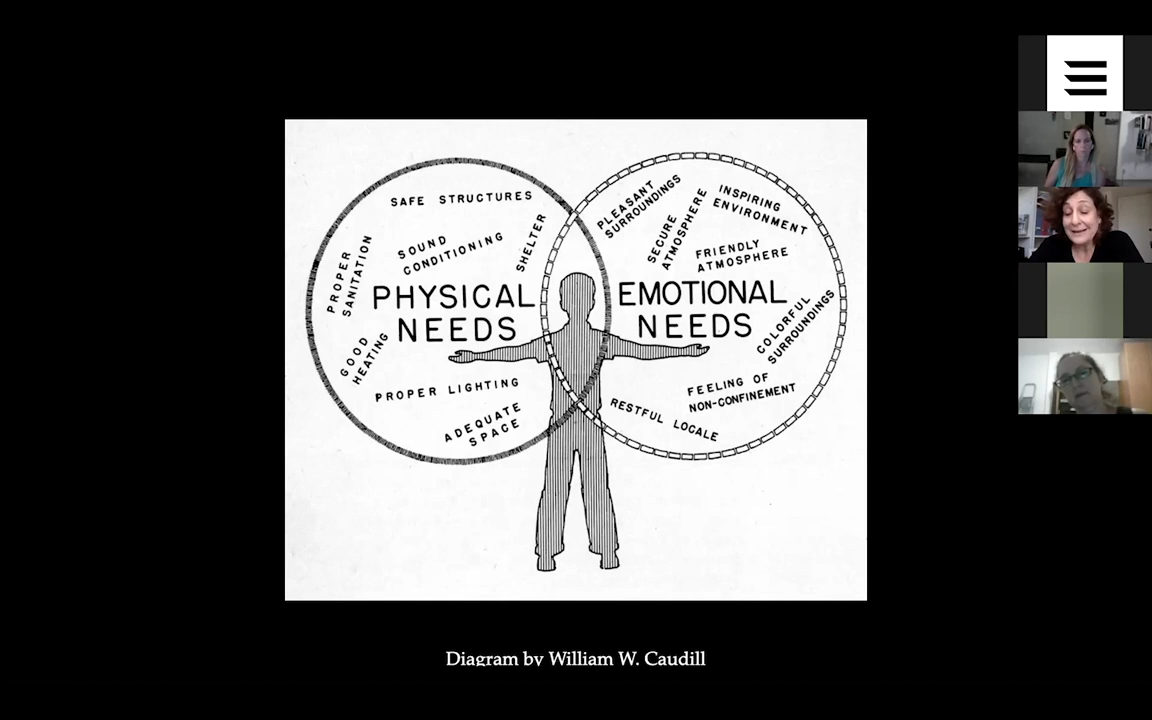 SAFE STRUCTURES
SOUND
CONDITIONING
SHELTER
PROPER
SANITATION
PHYSICAL
NEEDS
GOOD
HEATING
PROPER LIGHTING
ADEQUATE
SPACE
PLEASANT
SURROUNDINGS
SECURE
ATMOSPHERE
INSPIRING
ENVIRONMENT
FRIENDLY
ATMOSPHERE
EMOTIONAL
NEEDS
COLORFUL
SURROUNDINGS
FEELING OF
NON-CONFINEMENT
RESTFUL LOCALE
Diagram by William W. Caudill